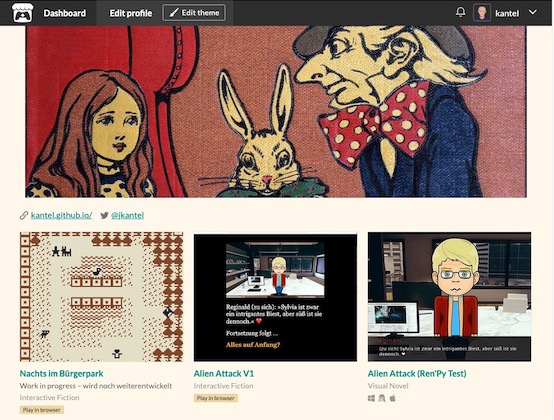 Dashboard Edit profile Edit theme kantel
kantel.github.io/ @jkantel
Reginald (zu sich): »Sylvia ist zwar
ein intrigantes Biest, aber süß ist sie
dennoch.« ❤️
Fortsetzung folgt …
Alles auf Anfang?
(zu sich) Sylvia ist zwar ein intrigantes Biest, aber süß ist sie
dennoch.
Nachts im Bürgerpark
Work in progress – wird noch weiterentwickelt
Interactive Fiction
Play in browser
Alien Attack V1
Interactive Fiction
Play in browser
Alien Attack (Ren'Py Test)
Visual Novel